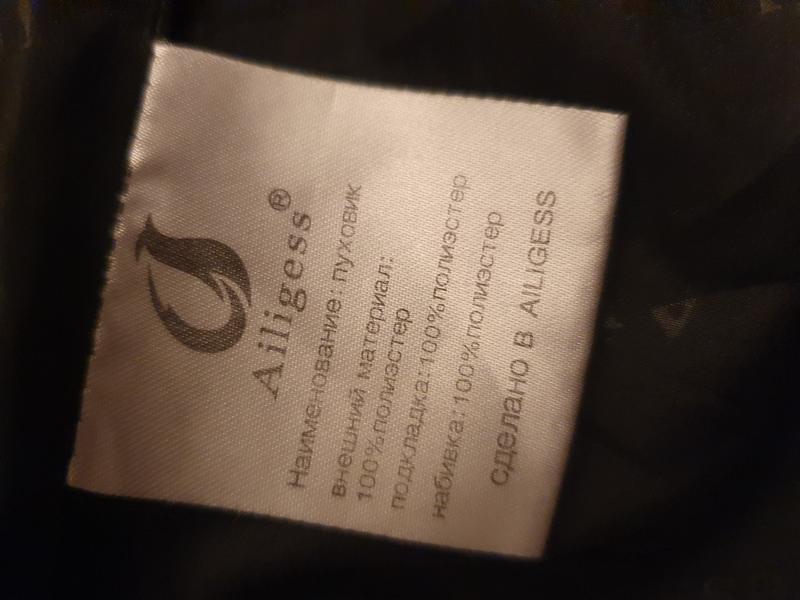 Ailigess®
Наименование: пуховик
внешний материал:
100%полиэстер
подкладка:100%полиэстер
набивка:100%полиэстер
сделано в AILIGESS